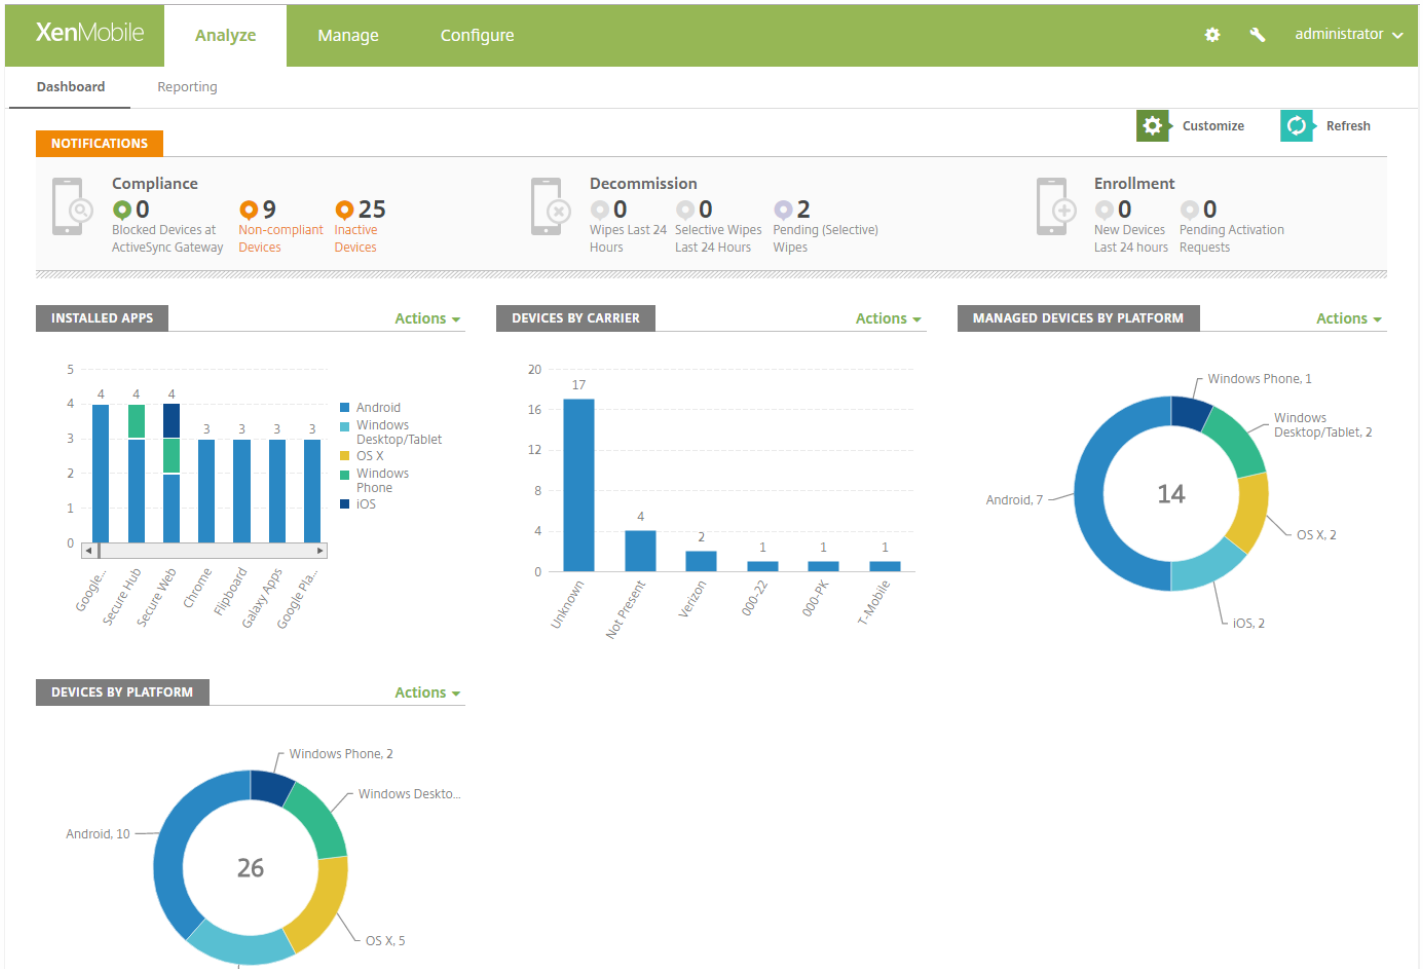 XenMobile
Analyze
Manage
Configure
administrator
Dashboard
Reporting
Customize
Refresh
NOTIFICATIONS
Compliance
0
Blocked Devices at
ActiveSync Gateway
9
Non-compliant
Devices
25
Inactive
Devices
Decommission
0
Wipes Last 24
Hours
0
Selective Wipes
Last 24 Hours
2
Pending (Selective)
Wipes
Enrollment
0
New Devices
Last 24 hours
0
Pending Activation
Requests
INSTALLED APPS
Actions
5
4
3
2
1
0
4
4
4
3
3
3
3
Google...
Secure Hub
Secure Web
Chrome
Flipboard
Galaxy Apps
Google Pla...
Android
Windows
Desktop/Tablet
OS X
Windows
Phone
iOS
DEVICES BY CARRIER
Actions
20
16
12
8
4
0
17
4
2
1
1
1
Unknown
Not Present
Verizon
000-22
000-PK
T-Mobile
MANAGED DEVICES BY PLATFORM
Actions
Windows Phone, 1
Windows
Desktop/Tablet, 2
Android, 7
14
OS X, 2
iOS, 2
DEVICES BY PLATFORM
Actions
Windows Phone, 2
Windows Deskto...
Android, 10
26
OS X, 5